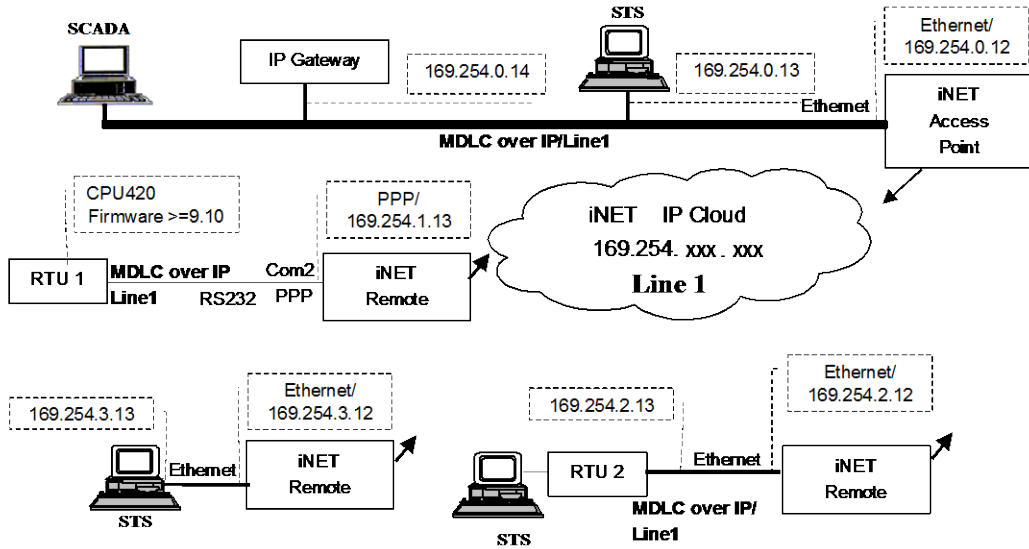 SCADA
IP Gateway
169.254.0.14
STS
169.254.0.13
Ethernet/
169.254.0.12
Ethernet
iNET
Access
Point
MDLC over IP/Line1
CPU420
Firmware >=9.10
PPP/
169.254.1.13
iNET IP Cloud
169.254. xxx . xxx
Line 1
RTU 1
MDLC over IP
Line1
RS232
Com2
PPP
iNET
Remote
169.254.3.13
Ethernet/
169.254.3.12
Ethernet
STS
iNET
Remote
169.254.2.13
Ethernet/
169.254.2.12
STS
RTU 2
Ethernet
MDLC over IP/
Line1
iNET
Remote